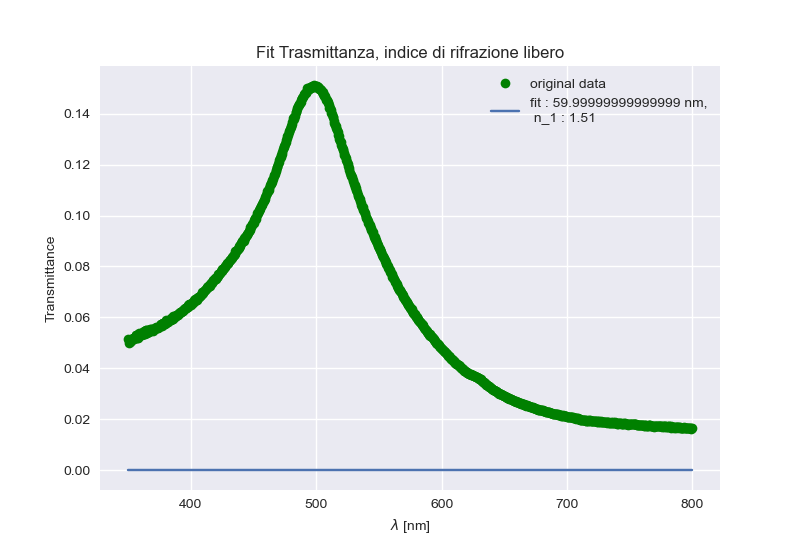 Fit Trasmittanza, indice di rifrazione libero
original data
fit : 59.99999999999999 nm,
n_1 : 1.51
Transmittance
0.14
0.12
0.10
0.08
0.06
0.04
0.02
0.00
400
500
600
700
800
λ [nm]